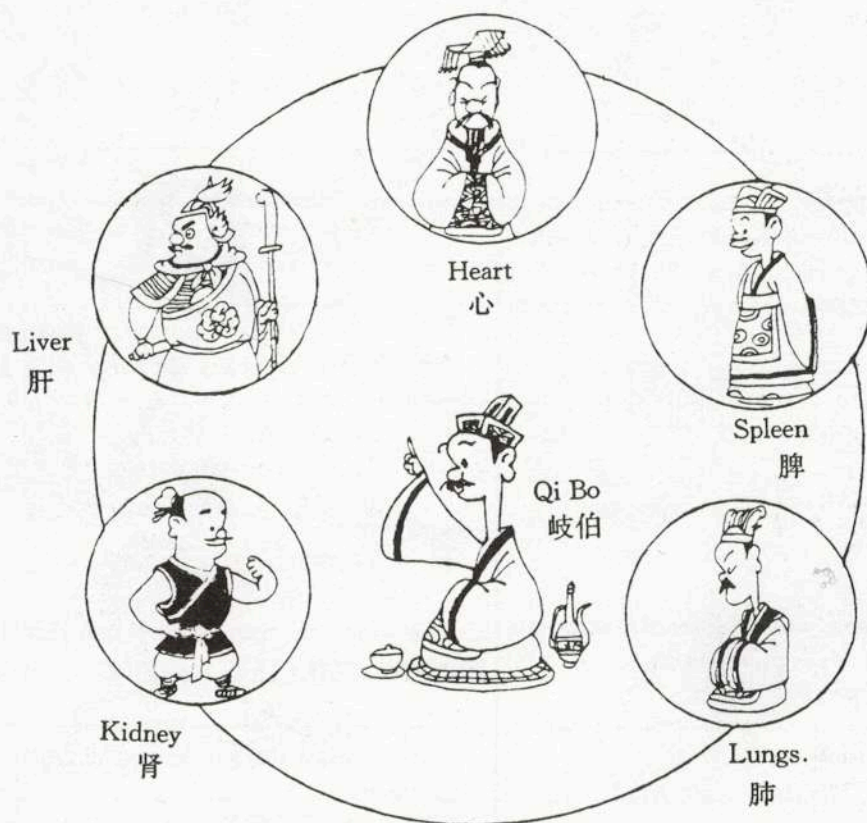 Heart
心
Liver
肝
Spleen
脾
Qi Bo
岐伯
Kidney
肾
Lungs.
肺